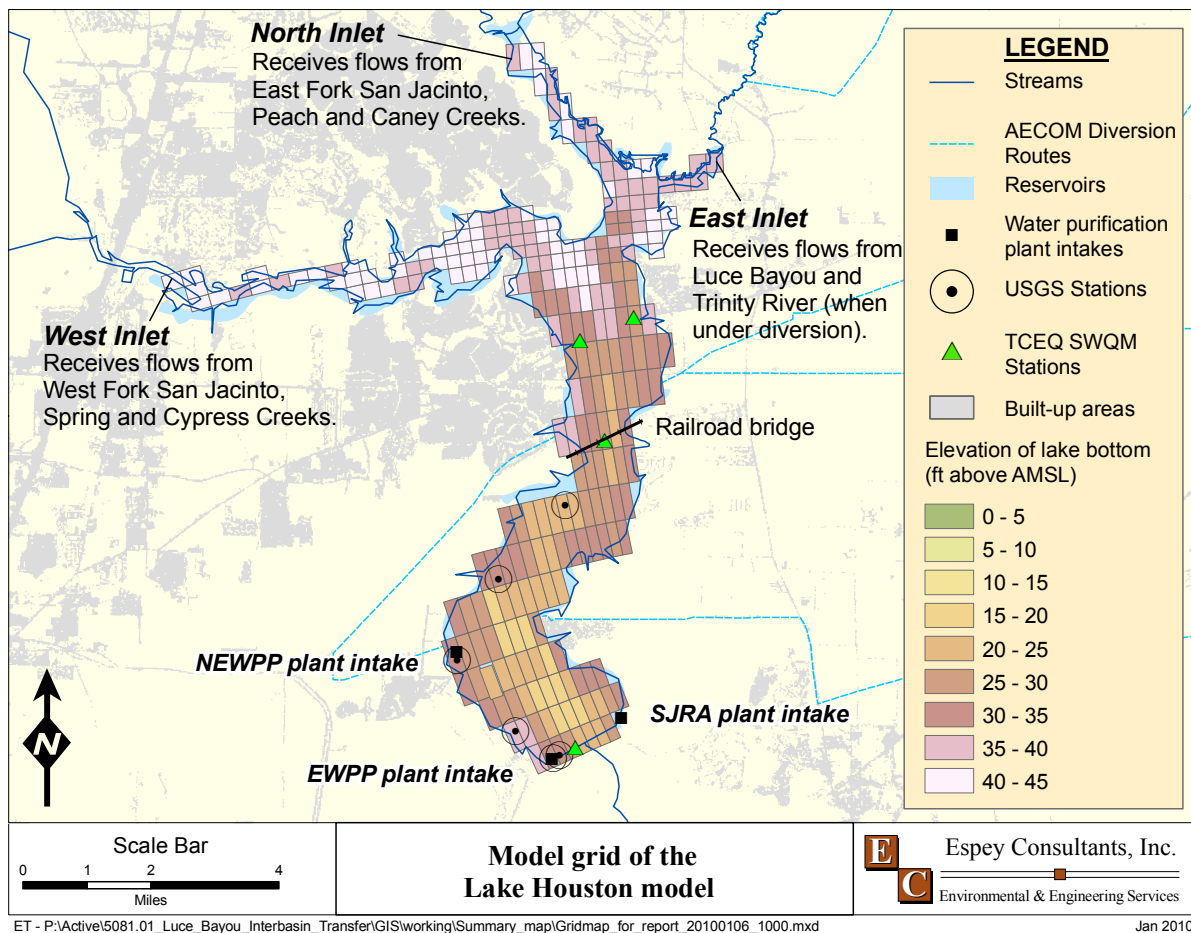 North Inlet
Receives flows from
East Fork San Jacinto,
Peach and Caney Creeks.
East Inlet
Receives flows from
Luce Bayou and
Trinity River (when
under diversion).
West Inlet
Receives flows from
West Fork San Jacinto,
Spring and Cypress Creeks.
Railroad bridge
NEWPP plant intake
SJRA plant intake
EWPP plant intake
N
LEGEND
Streams
AECOM Diversion
Routes
Reservoirs
Water purification
plant intakes
USGS Stations
TCEQ SWQM
Stations
Built-up areas
Elevation of lake bottom
(ft above AMSL)
0 - 5
5 - 10
10 - 15
15 - 20
20 - 25
25 - 30
30 - 35
35 - 40
40 - 45
Scale Bar
0 1 2 4
Miles
Model grid of the
Lake Houston model
E C
Espey Consultants, Inc.
Environmental & Engineering Services
ET - P:\Active\5081.01_Luce_Bayou_Interbasin_Transfer\GIS\working\Summary_map\Gridmap_for_report_20100106_1000.mxd
Jan 2010